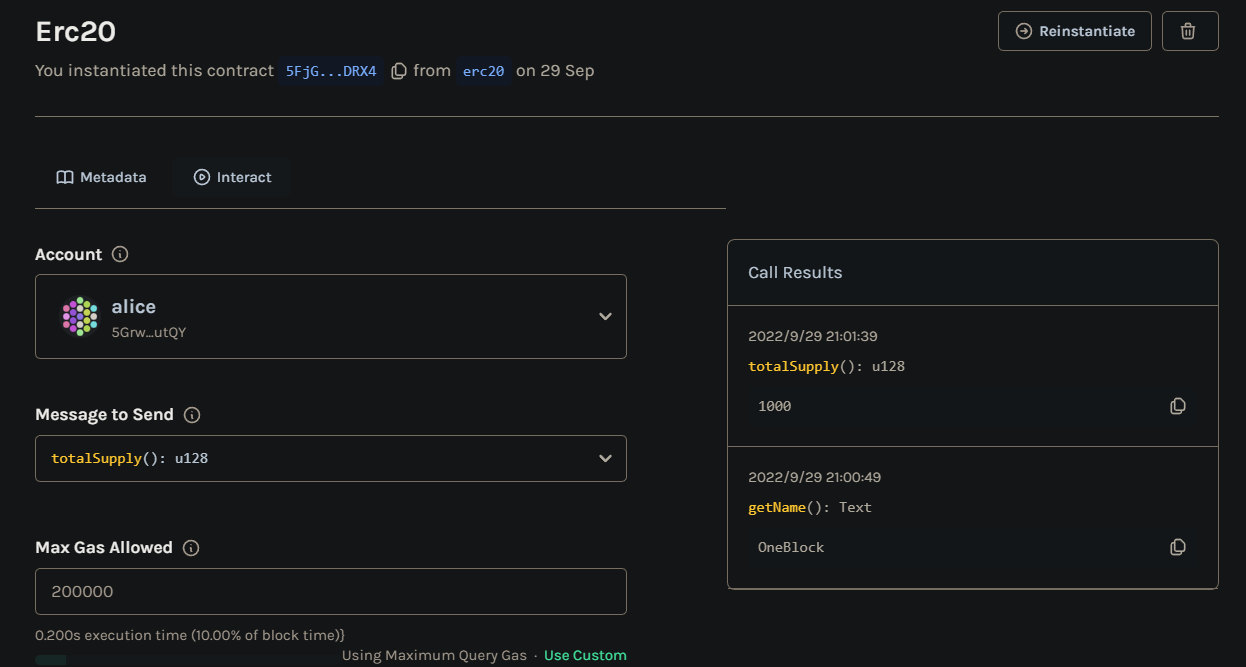 Erc20
Reinstantiate
You instantiated this contract 5FjG...DRX4 from erc20 on 29 Sep
Metadata
Interact
Account
alice
5Grw...utQY
Message to Send
totalSupply(): u128
Max Gas Allowed
200000
0.200s execution time (10.00% of block time)}
Using Maximum Query Gas · Use Custom
Call Results
2022/9/29 21:01:39
totalSupply(): u128
1000
2022/9/29 21:00:49
getName(): Text
OneBlock